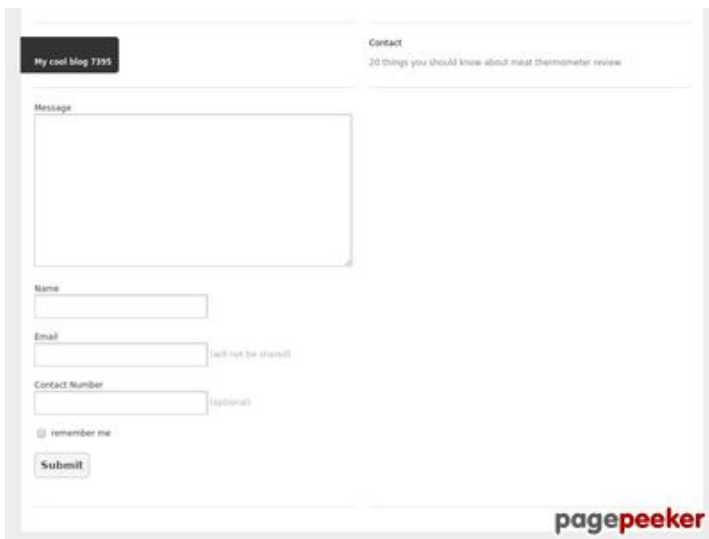 My cool blog 7395
Contact
20 things you should know about meat thermometer review
Message
Name
Email
(will not be shared)
Contact Number
(optional)
remember me
Submit
pagepeeker